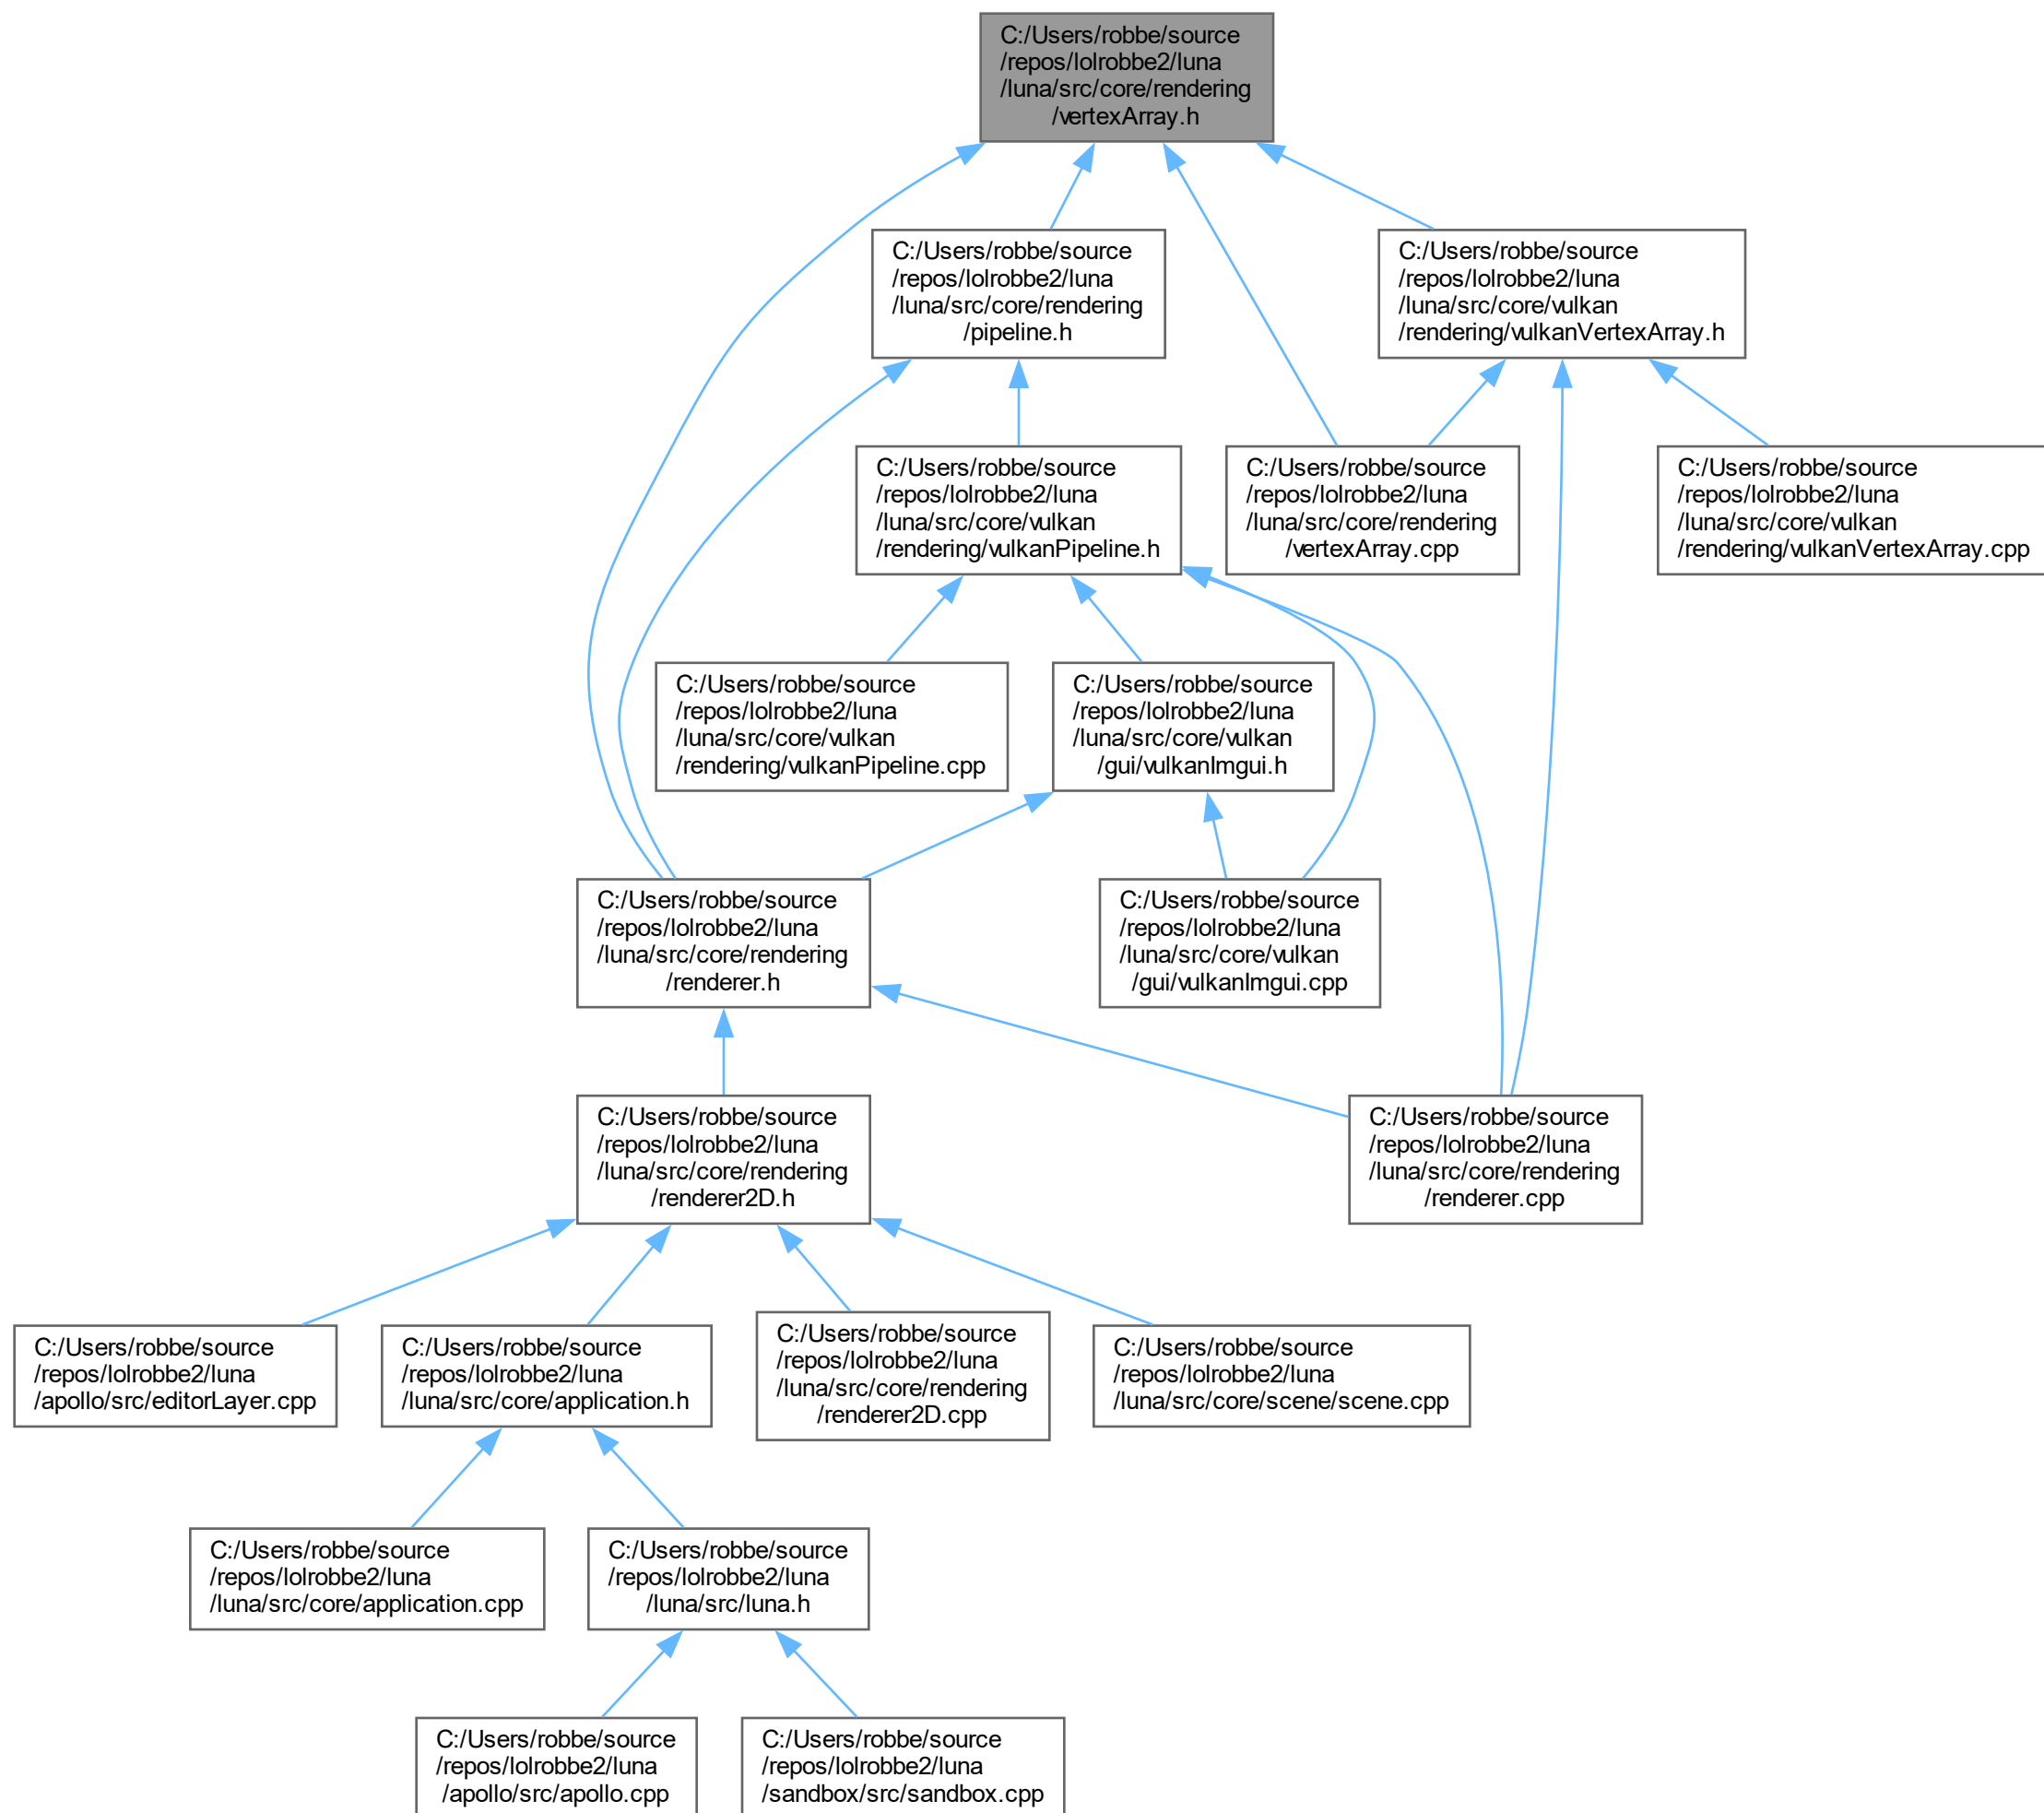 C:/Users/robbe/source
/repos/lolrobbe2/luna
/luna/src/core/rendering
/vertexArray.h
C:/Users/robbe/source
/repos/lolrobbe2/luna
/luna/src/core/rendering
/pipeline.h
C:/Users/robbe/source
/repos/lolrobbe2/luna
/luna/src/core/vulkan
/rendering/vulkanVertexArray.h
C:/Users/robbe/source
/repos/lolrobbe2/luna
/luna/src/core/vulkan
/rendering/vulkanPipeline.h
C:/Users/robbe/source
/repos/lolrobbe2/luna
/luna/src/core/rendering
/vertexArray.cpp
C:/Users/robbe/source
/repos/lolrobbe2/luna
/luna/src/core/vulkan
/rendering/vulkanVertexArray.cpp
C:/Users/robbe/source
/repos/lolrobbe2/luna
/luna/src/core/vulkan
/rendering/vulkanPipeline.cpp
C:/Users/robbe/source
/repos/lolrobbe2/luna
/luna/src/core/vulkan
/gui/vulkanImgui.h
C:/Users/robbe/source
/repos/lolrobbe2/luna
/luna/src/core/rendering
/renderer.h
C:/Users/robbe/source
/repos/lolrobbe2/luna
/luna/src/core/vulkan
/gui/vulkanImgui.cpp
C:/Users/robbe/source
/repos/lolrobbe2/luna
/luna/src/core/rendering
/renderer2D.h
C:/Users/robbe/source
/repos/lolrobbe2/luna
/luna/src/core/rendering
/renderer.cpp
C:/Users/robbe/source
/repos/lolrobbe2/luna
/apollo/src/editorLayer.cpp
C:/Users/robbe/source
/repos/lolrobbe2/luna
/luna/src/core/application.h
C:/Users/robbe/source
/repos/lolrobbe2/luna
/luna/src/core/rendering
/renderer2D.cpp
C:/Users/robbe/source
/repos/lolrobbe2/luna
/luna/src/core/scene/scene.cpp
C:/Users/robbe/source
/repos/lolrobbe2/luna
/luna/src/core/application.cpp
C:/Users/robbe/source
/repos/lolrobbe2/luna
/luna/src/luna.h
C:/Users/robbe/source
/repos/lolrobbe2/luna
/apollo/src/apollo.cpp
C:/Users/robbe/source
/repos/lolrobbe2/luna
/sandbox/src/sandbox.cpp